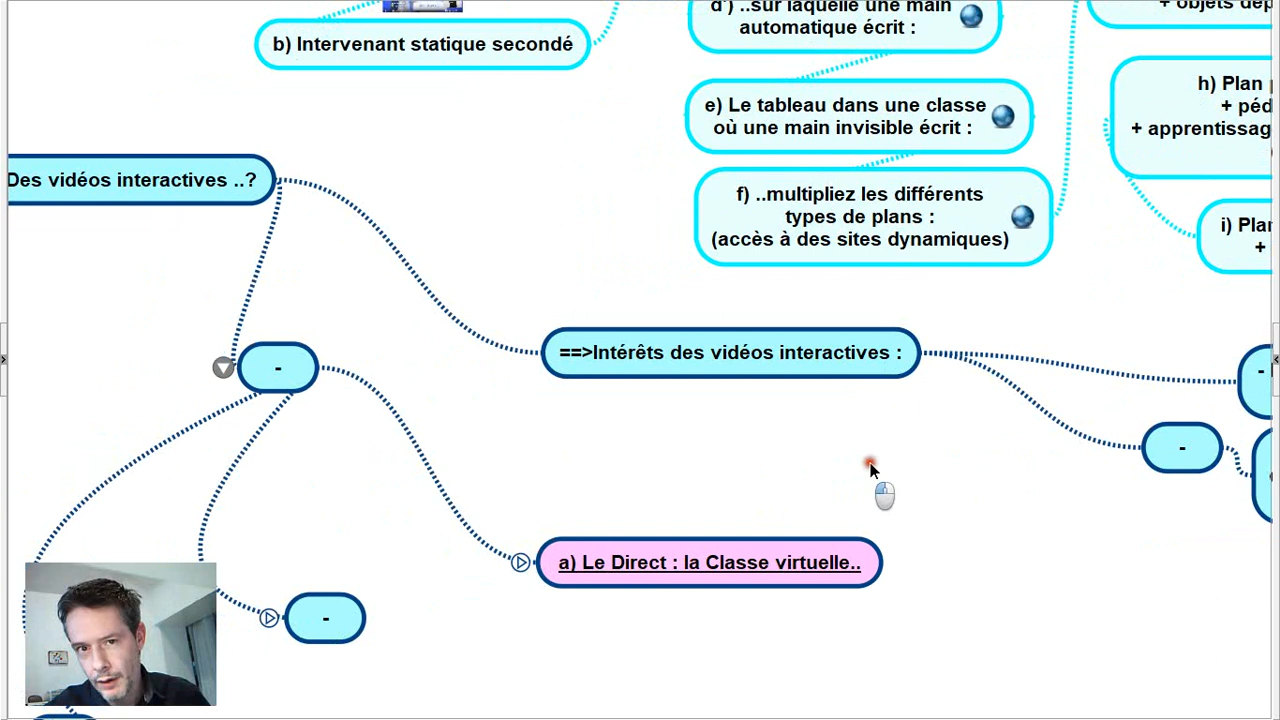 d') ..sur laquelle une main
automatique écrit :
b) Intervenant statique secondé
e) Le tableau dans une classe
où une main invisible écrit :
h) Plan
+ péd
+ apprentissag
Des vidéos interactives ..?
f) ..multipliez les différents
types de plans :
(accès à des sites dynamiques)
i) Plan
+
==>Intérêts des vidéos interactives :
-
-
-
a) Le Direct : la Classe virtuelle..
-